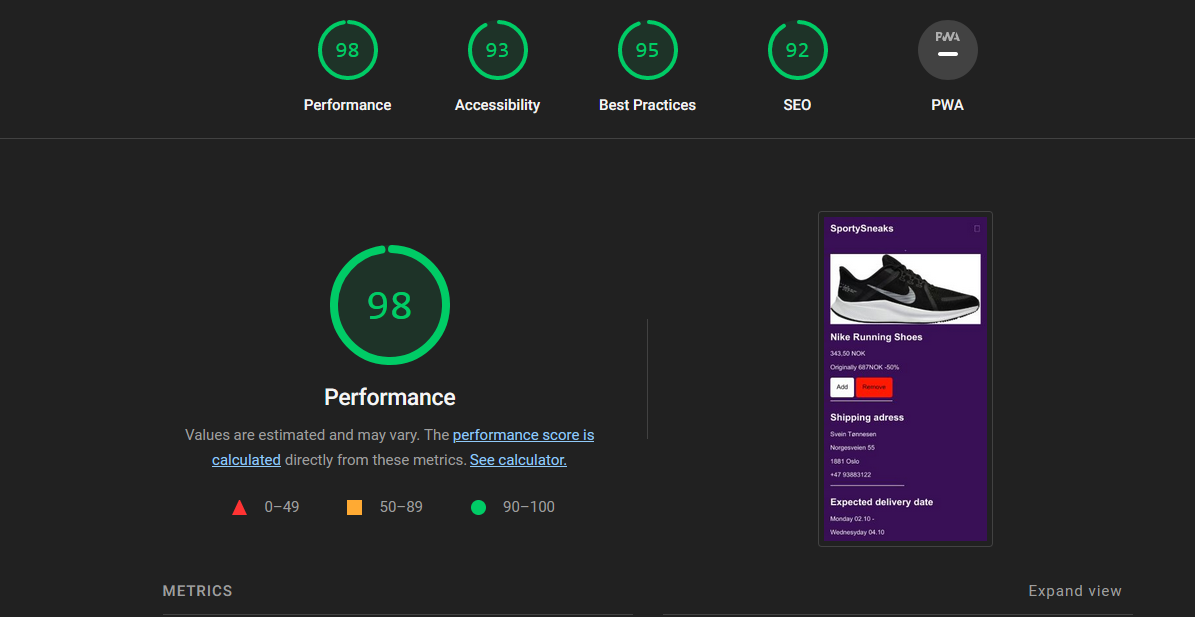 98
93
95
92
PWA
Performance
Accessibility
Best Practices
SEO
PWA
98
Performance
Values are estimated and may vary. The performance score is
calculated directly from these metrics. See calculator.
0–49
50–89
90–100
SportySneaks
Nike Running Shoes
343,50 NOK
Originally 687NOK -50%
Add
Remove
Shipping adress
Svein Tønnesen
Norgesveien 55
1881 Oslo
+47 93883122
Expected delivery date
Monday 02.10 -
Wednesyday 04.10
METRICS
Expand view